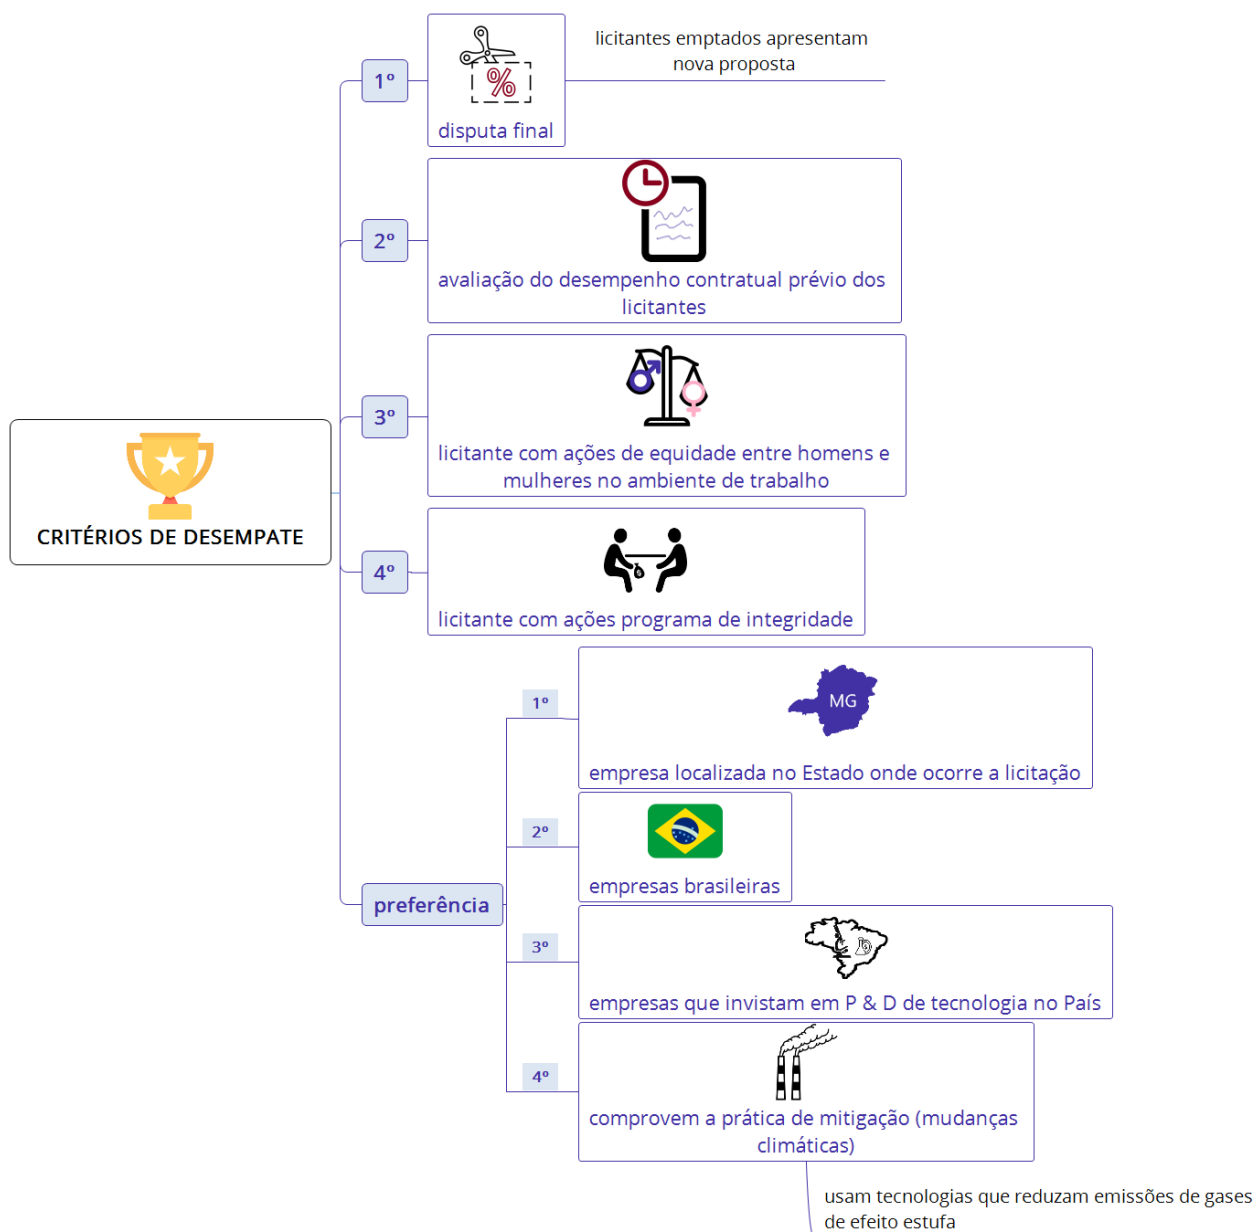 1º
%
disputa final
licitantes emptados apresentam
nova proposta
2º
avaliação do desempenho contratual prévio dos
licitantes
3º
licitante com ações de equidade entre homens e
mulheres no ambiente de trabalho
CRITÉRIOS DE DESEMPATE
4º
licitante com ações programa de integridade
preferência
1º
MG
empresa localizada no Estado onde ocorre a licitação
2º
empresas brasileiras
3º
empresas que invistam em P & D de tecnologia no País
4º
comprovem a prática de mitigação (mudanças
climáticas)
usam tecnologias que reduzam emissões de gases
de efeito estufa